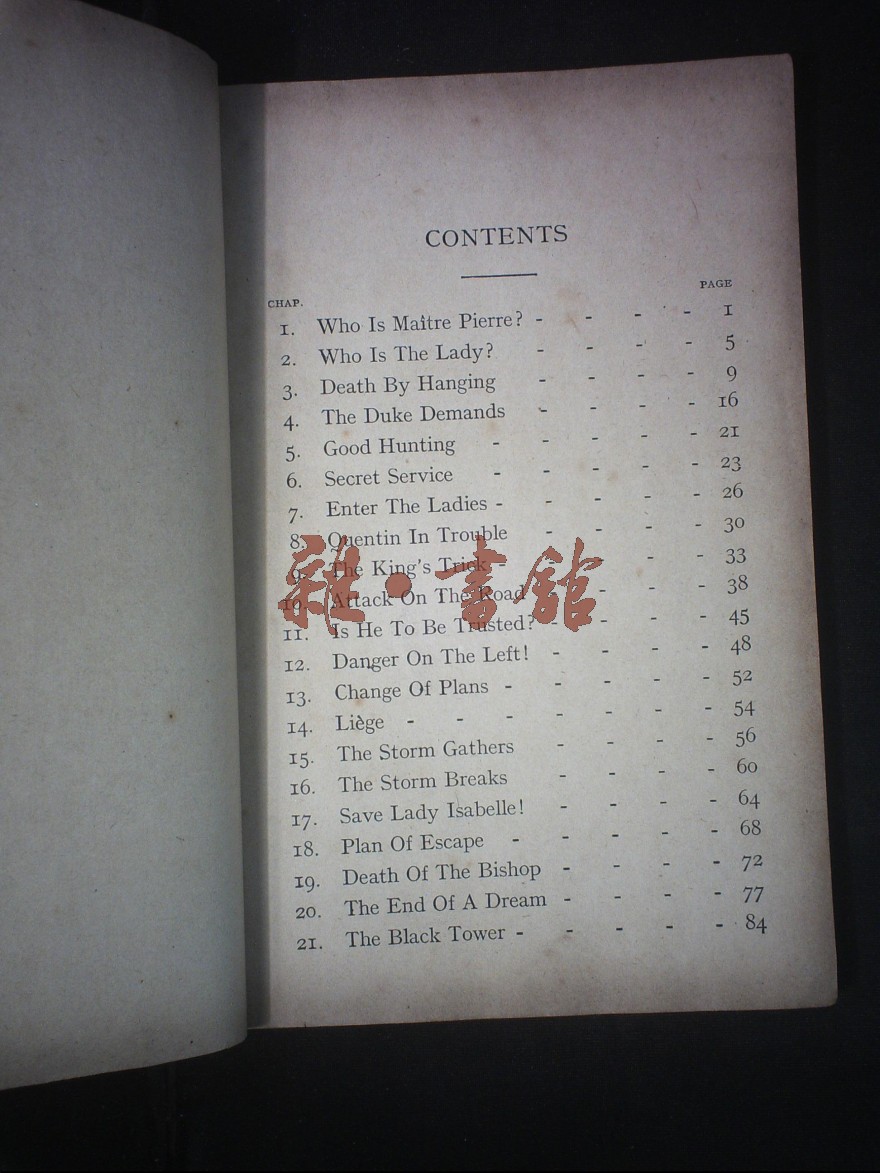 CONTENTS
CHAP. PAGE
1. Who Is Maître Pierre? - - - - 1
2. Who Is The Lady? - - - - 5
3. Death By Hanging - - - - 9
4. The Duke Demands - - - - 16
5. Good Hunting - - - - - 21
6. Secret Service - - - - - 23
7. Enter The Ladies - - - - - 26
8. Quentin In Trouble - - - - 30
9. The King's Trick - - - - 33
10. Attack On The Road - - - 38
11. Is He To Be Trusted? - - - - 45
12. Danger On The Left! - - - - 48
13. Change Of Plans - - - - - 52
14. Liège - - - - - - - 54
15. The Storm Gathers - - - - 56
16. The Storm Breaks - - - - 60
17. Save Lady Isabelle! - - - - 64
18. Plan Of Escape - - - - - 68
19. Death Of The Bishop - - - - 72
20. The End Of A Dream - - - - 77
21. The Black Tower - - - - - 84
雜·書館